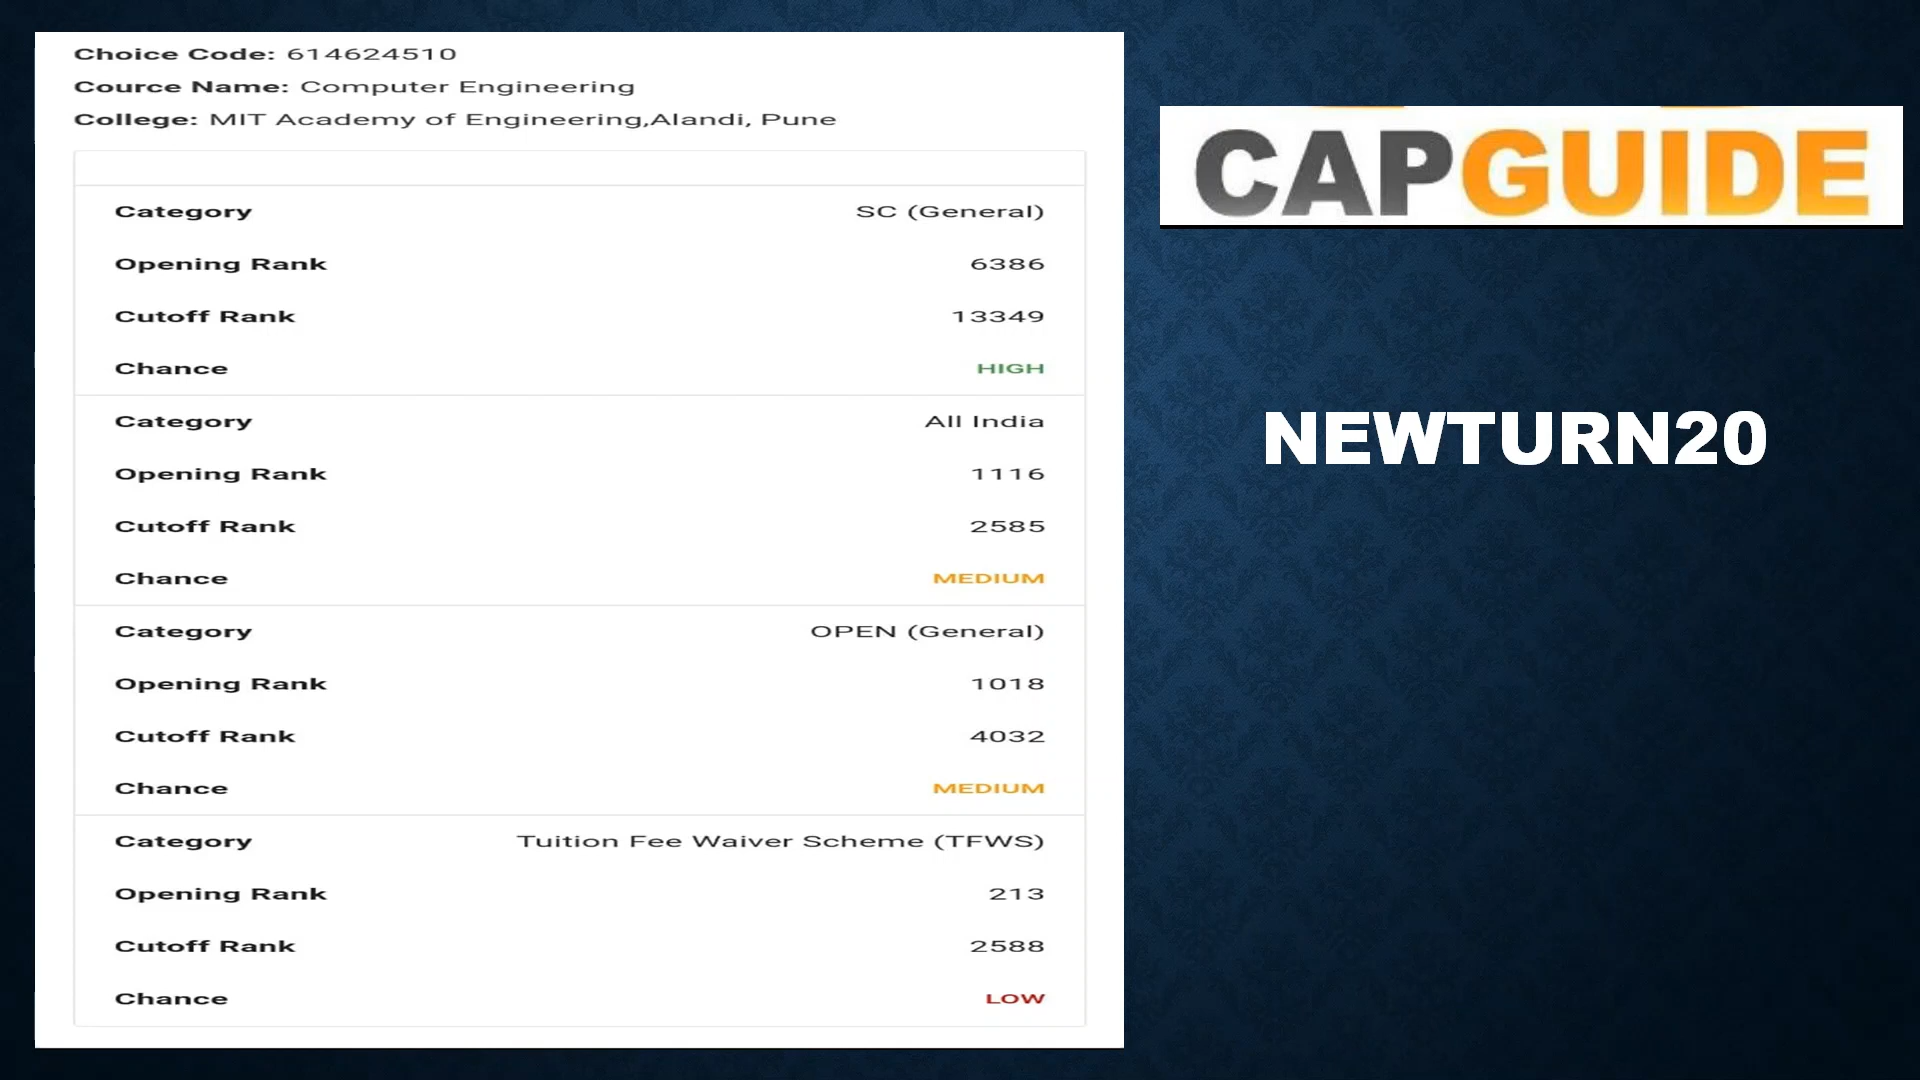 Choice Code: 614624510
Cource Name: Computer Engineering
College: MIT Academy of Engineering,Alandi, Pune
Category SC (General)
Opening Rank 6386
Cutoff Rank 13349
Chance HIGH
Category All India
Opening Rank 1116
Cutoff Rank 2585
Chance MEDIUM
Category OPEN (General)
Opening Rank 1018
Cutoff Rank 4032
Chance MEDIUM
Category Tuition Fee Waiver Scheme (TFWS)
Opening Rank 213
Cutoff Rank 2588
Chance LOW
CAPGUIDE
NEWTURN20